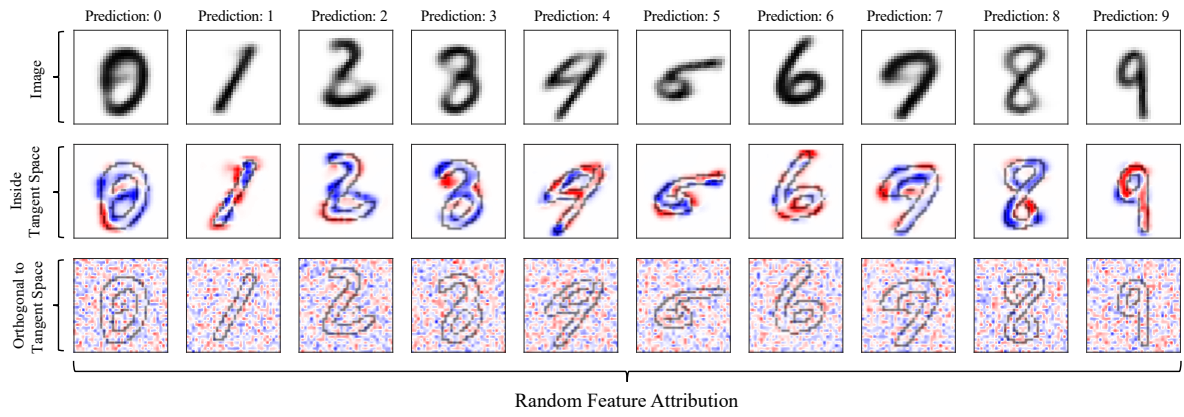 Prediction: 0 Prediction: 1 Prediction: 2 Prediction: 3 Prediction: 4 Prediction: 5 Prediction: 6 Prediction: 7 Prediction: 8 Prediction: 9
Image
Inside
Tangent Space
Orthogonal to
Tangent Space
Random Feature Attribution